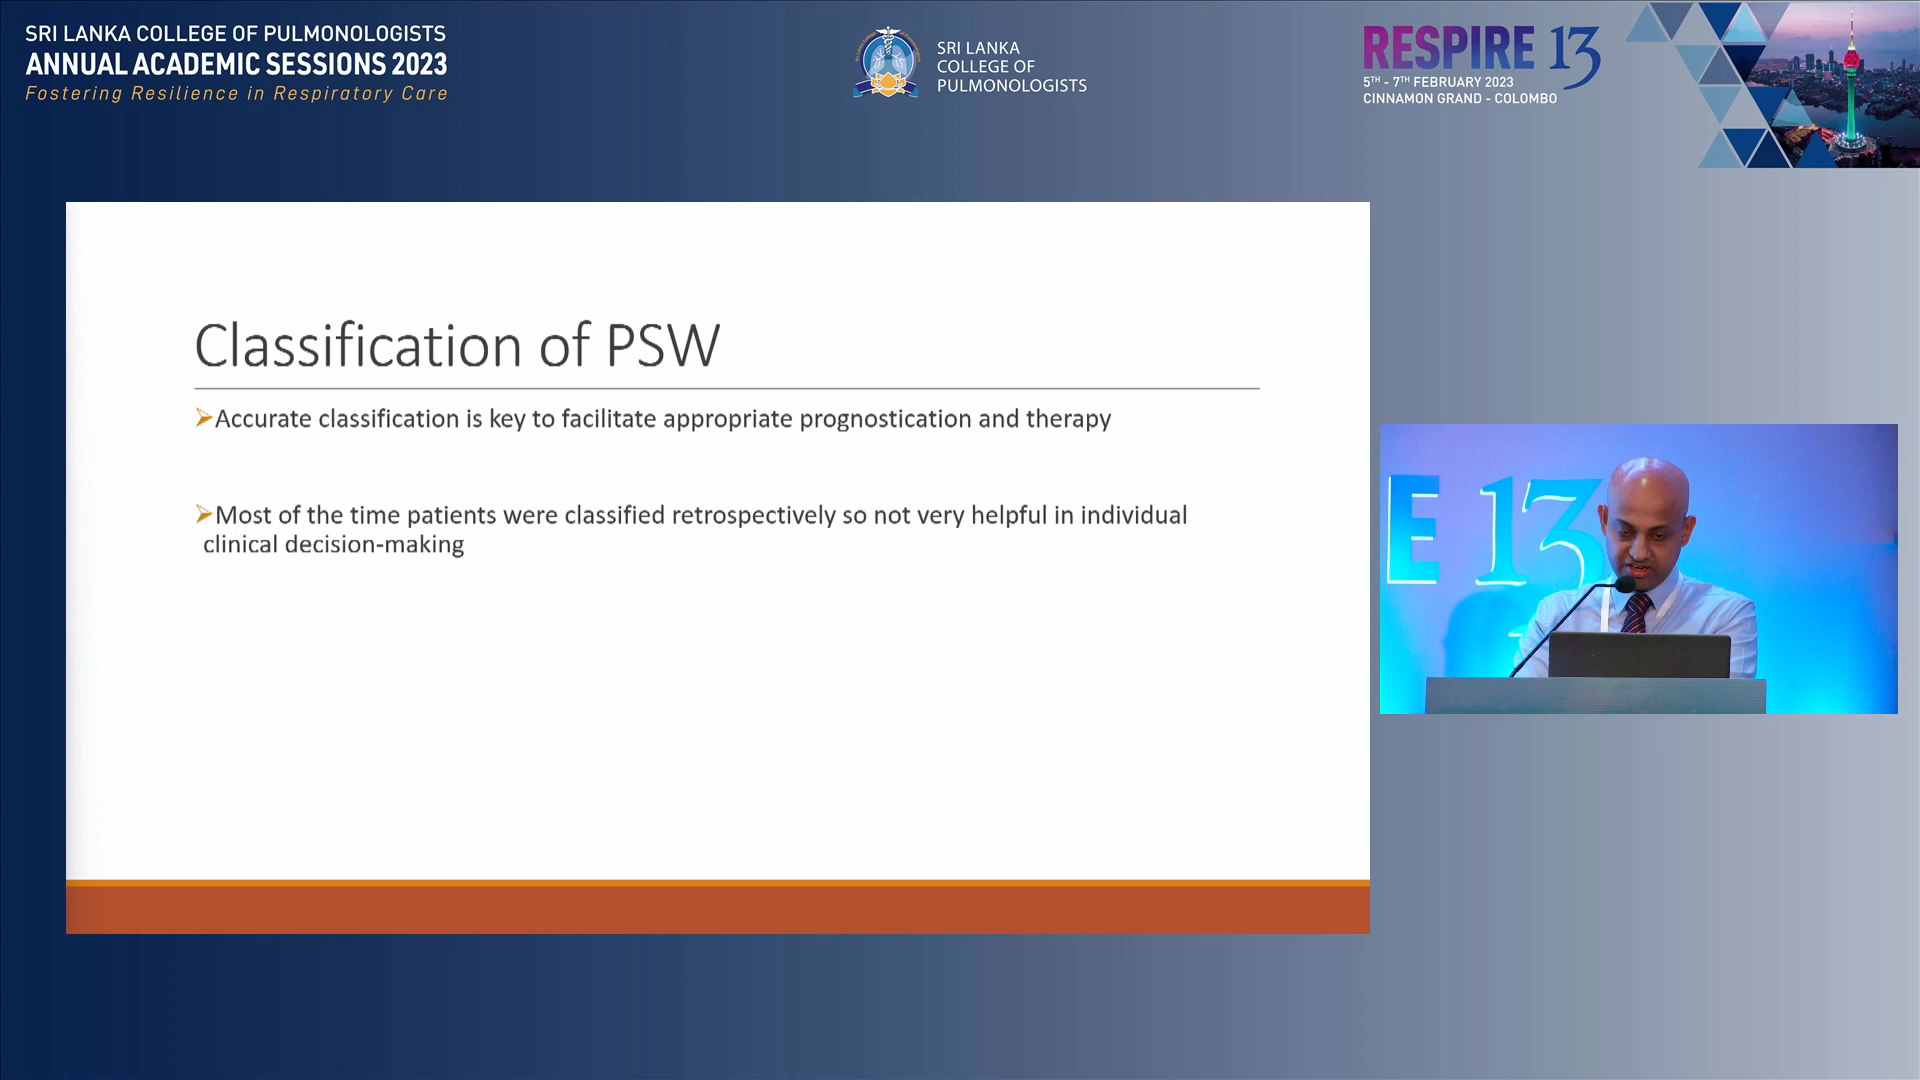 SRI LANKA COLLEGE OF PULMONOLOGISTS
ANNUAL ACADEMIC SESSIONS 2023
Fostering Resilience in Respiratory Care
SRI LANKA
COLLEGE OF
PULMONOLOGISTS
RESPIRE 13
5TH - 7TH FEBRUARY 2023
CINNAMON GRAND - COLOMBO
Classification of PSW
➢Accurate classification is key to facilitate appropriate prognostication and therapy
➢Most of the time patients were classified retrospectively so not very helpful in individual
clinical decision-making
E 13